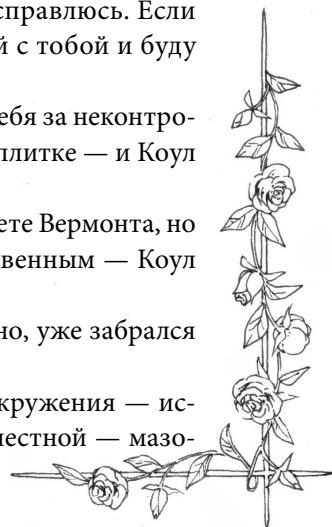 справлюсь. Если
й с тобой и буду
ебя за неконтро-
плитке — и Коул
ете Вермонта, но
венным — Коул
но, уже забрался
кружения — ис-
честной — мазо-